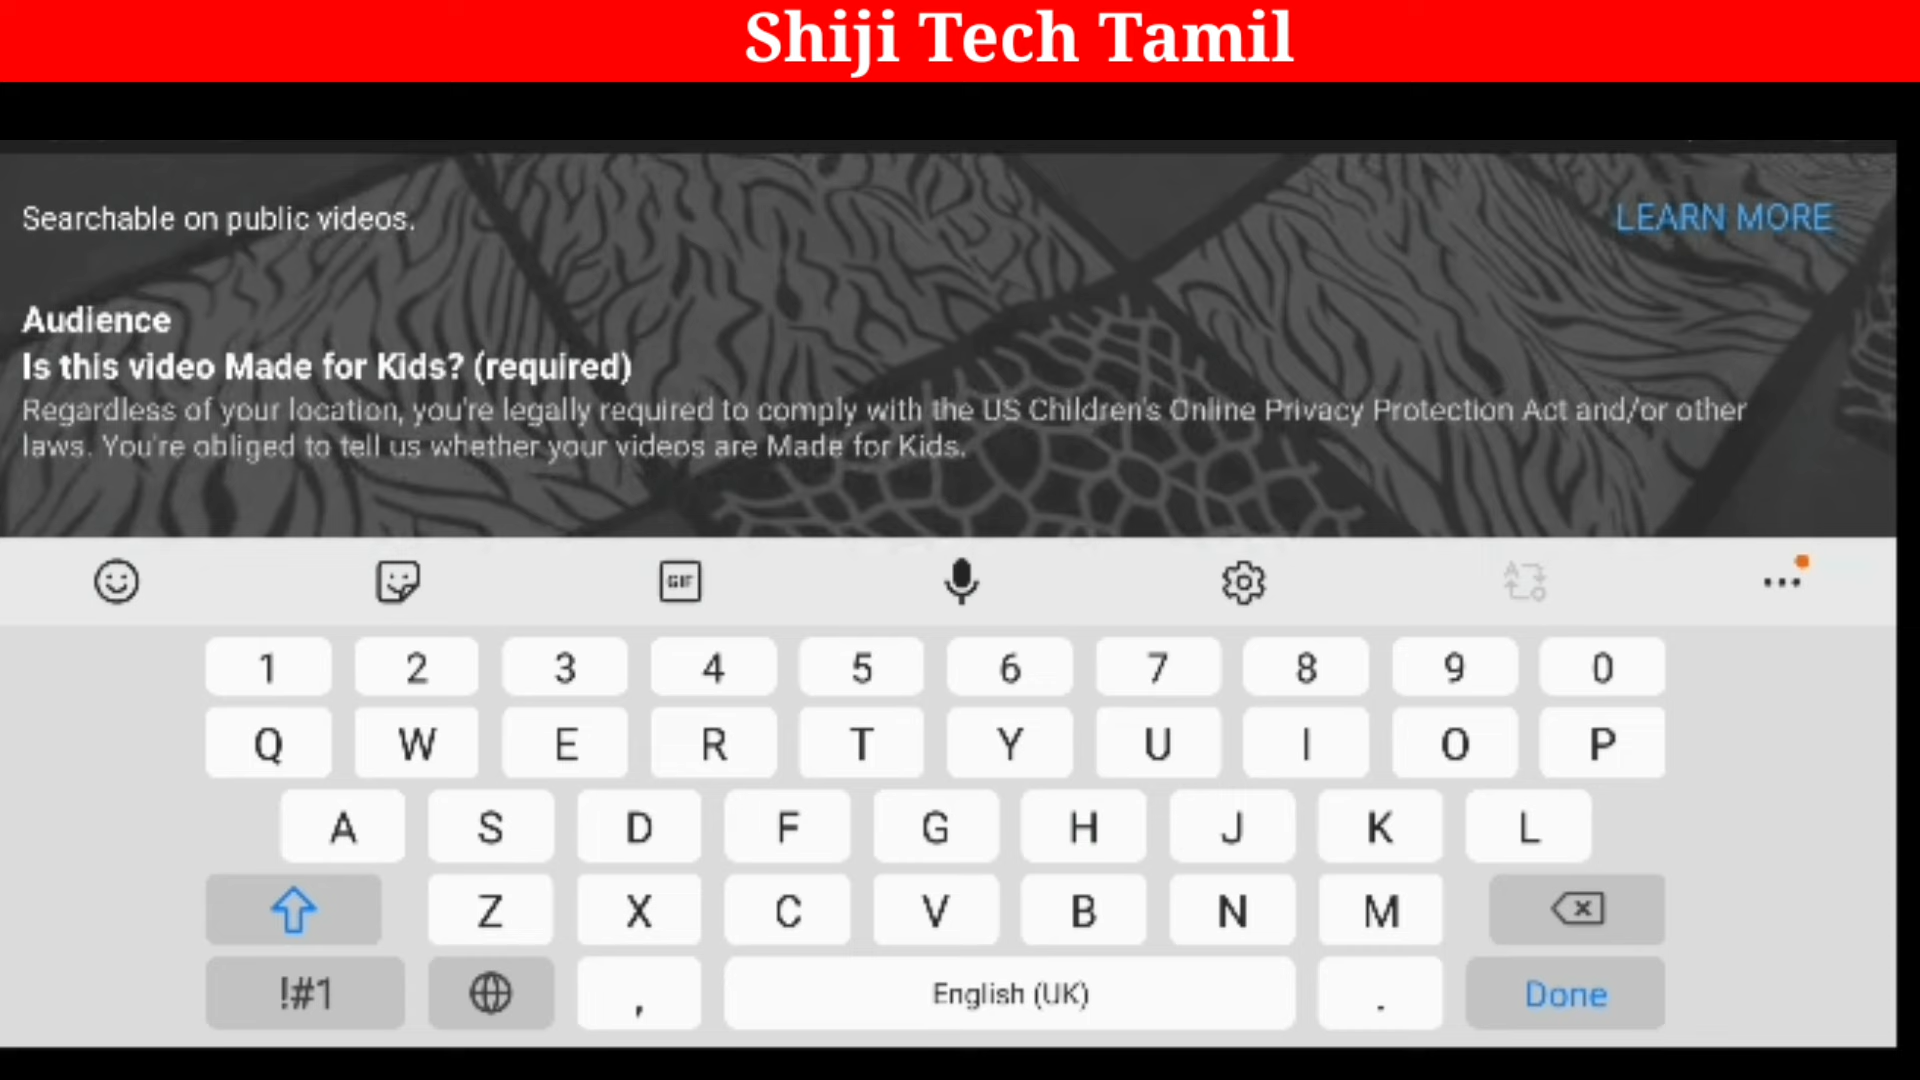 Shiji Tech Tamil
Searchable on public videos.
LEARN MORE
Audience
Is this video Made for Kids? (required)
Regardless of your location, you're legally required to comply with the US Children's Online Privacy Protection Act and/or other
laws. You're obliged to tell us whether your videos are Made for Kids.
GIF
1 2 3 4 5 6 7 8 9 0
Q W E R T Y U I O P
A S D F G H J K L
Z X C V B N M
!#1 , English (UK) . Done